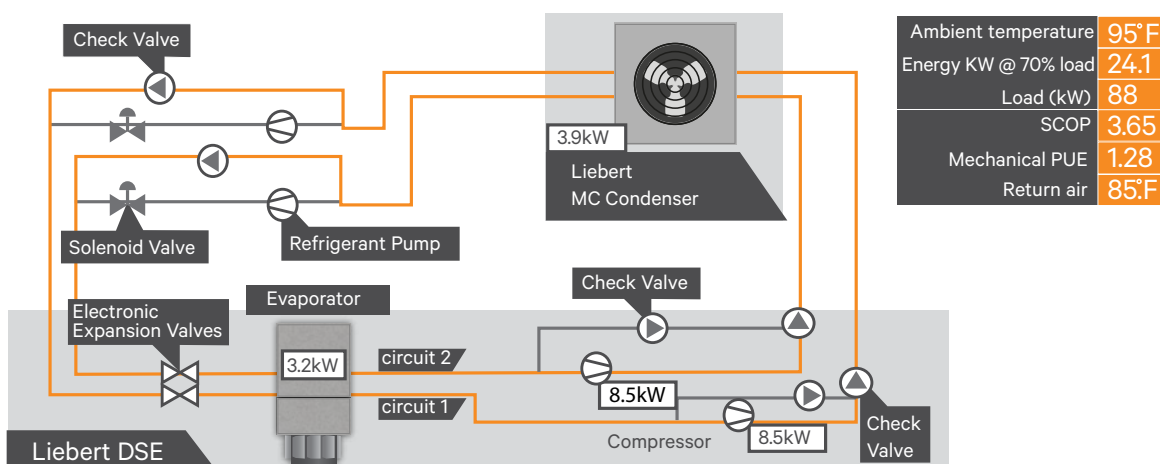 Check Valve
Ambient temperature 95°F
Energy KW @ 70% load 24.1
Load (kW) 88
SCOP 3.65
Mechanical PUE 1.28
Return air 85°F
3.9kW
Liebert
MC Condenser
Solenoid Valve
Refrigerant Pump
Electronic
Expansion Valves
Evaporator
Check Valve
3.2kW
circuit 2
8.5kW
circuit 1
Compressor
8.5kW
Check
Valve
Liebert DSE